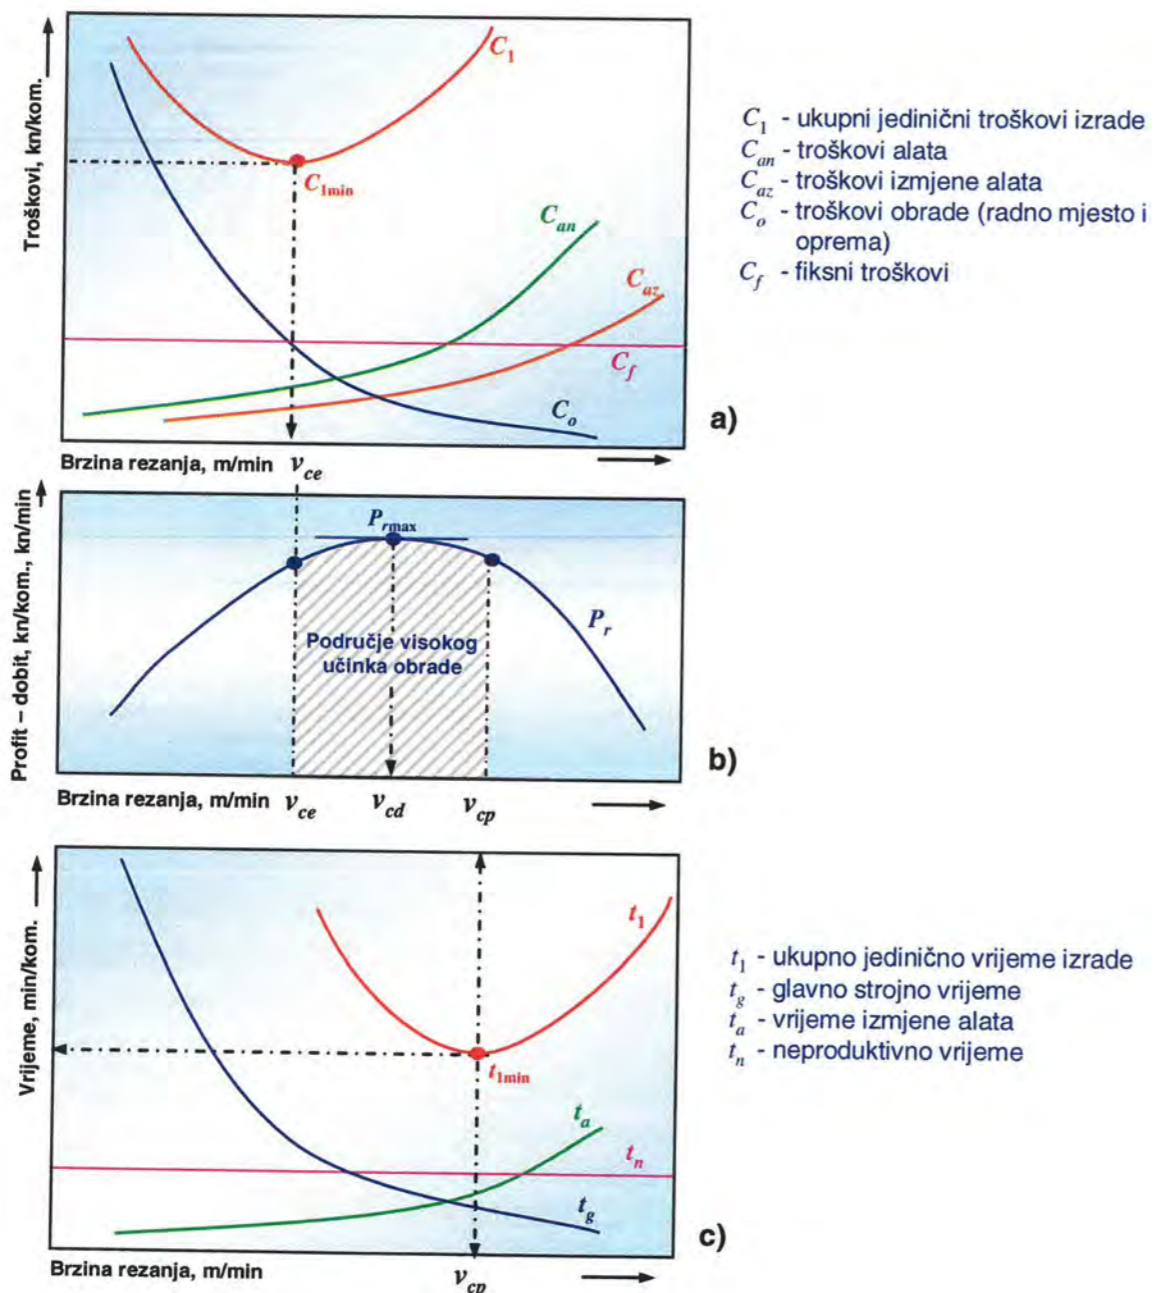 Troškovi, kn/kom.
C1
C1min
Can
Caz
Cf
Co
C1 - ukupni jedinični troškovi izrade
Can - troškovi alata
Caz - troškovi izmjene alata
Co - troškovi obrade (radno mjesto i
oprema)
Cf - fiksni troškovi
a)
Brzina rezanja, m/min vce
Profit – dobit, kn/kom., kn/min
Prmax
Pr
Područje visokog
učinka obrade
b)
Brzina rezanja, m/min vce vcd vcp
Vrijeme, min/kom.
t1
t1min
ta
tn
tg
t1 - ukupno jedinično vrijeme izrade
tg - glavno strojno vrijeme
ta - vrijeme izmjene alata
tn - neproduktivno vrijeme
c)
Brzina rezanja, m/min vcp